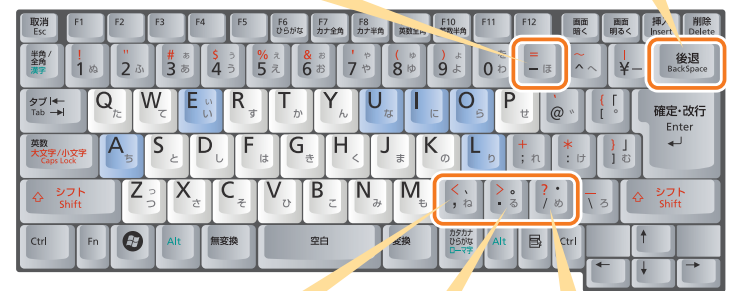 取消 Esc F1 F2 F3 F4 F5 F6 ひらがな F7 カナ全角 F8 カナ半角 英数全角 F10 英数半角 F11 F12 画面 暗く 画面 明るく 挿入 Insert 削除 Delete
半角/全角 漢字 ! 1 ぬ " 2 ふ # ぁ 3 あ $ ぅ 4 う % ぇ 5 え & ぉ 6 お ' ゃ 7 や ( ゅ 8 ゆ ) ょ 9 よ を 0 わ = - ほ ~ ^ へ | ¥ ー 後退 BackSpace
タブ Tab Q た W て E ぃ い R す T か Y ん U な I に O ら P せ ` @ ゛ { 「 [ ゜ 確定・改行 Enter
英数 大文字/小文字 Caps Lock A ち S と D し F は G き H く J ま K の L り + ; れ * : け } 」 ] む
シフト Shift Z っ つ X さ C そ V ひ B こ N み M も < 、 , ね > 。 . る ? ・ / め _ \ ろ シフト Shift
Ctrl Fn Alt 無変換 空白 変換 カタカナ ひらがな ローマ字 Alt Ctrl